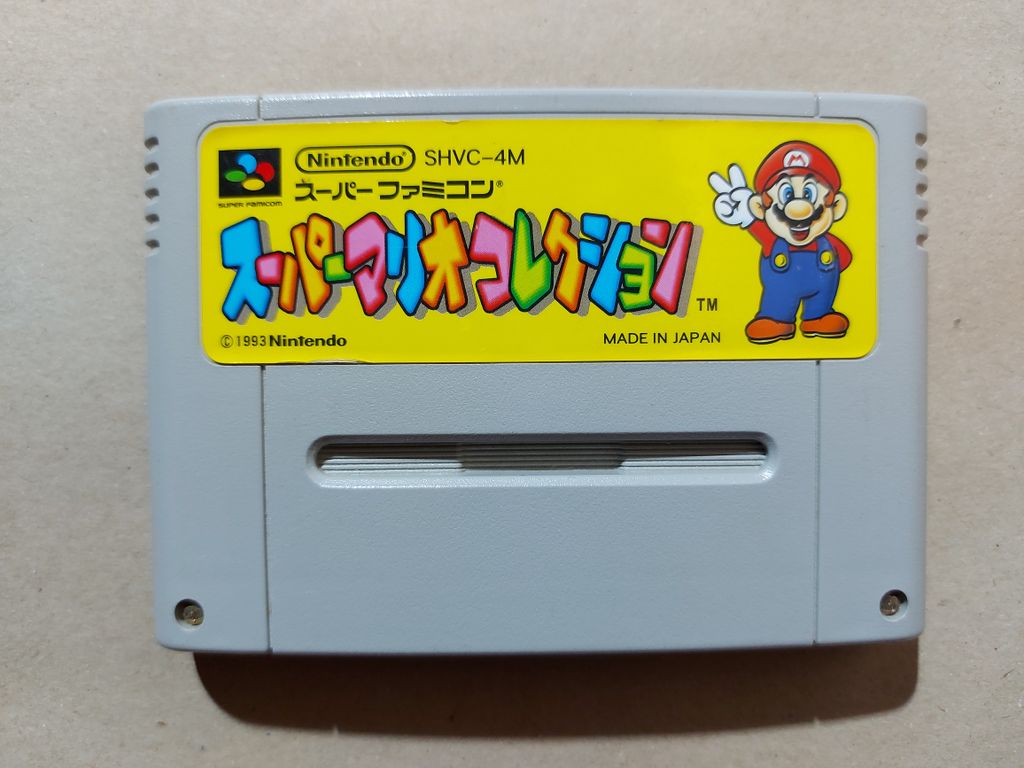 SUPER FAMICOM
Nintendo® SHVC-4M
スーパーファミコン®
スーパーマリオコレクション TM
M
©1993 Nintendo
MADE IN JAPAN